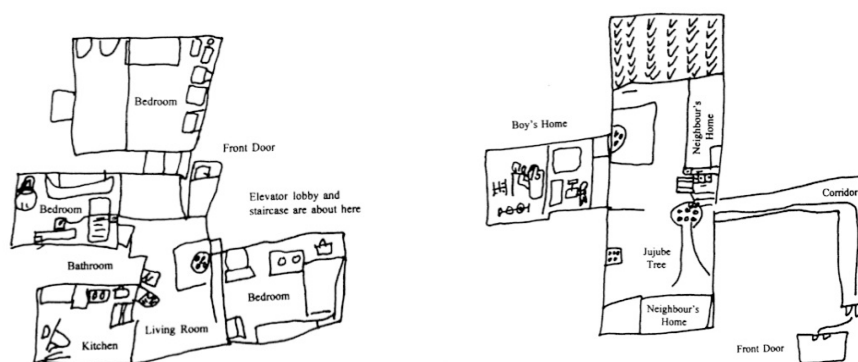 Bedroom
Front Door
Elevator lobby and
staircase are about here
Bedroom
Bathroom
Bedroom
Living Room
Kitchen
Boy's Home
Neighbour's
Home
Corridor
Jujube
Tree
Neighbour's
Home
Front Door